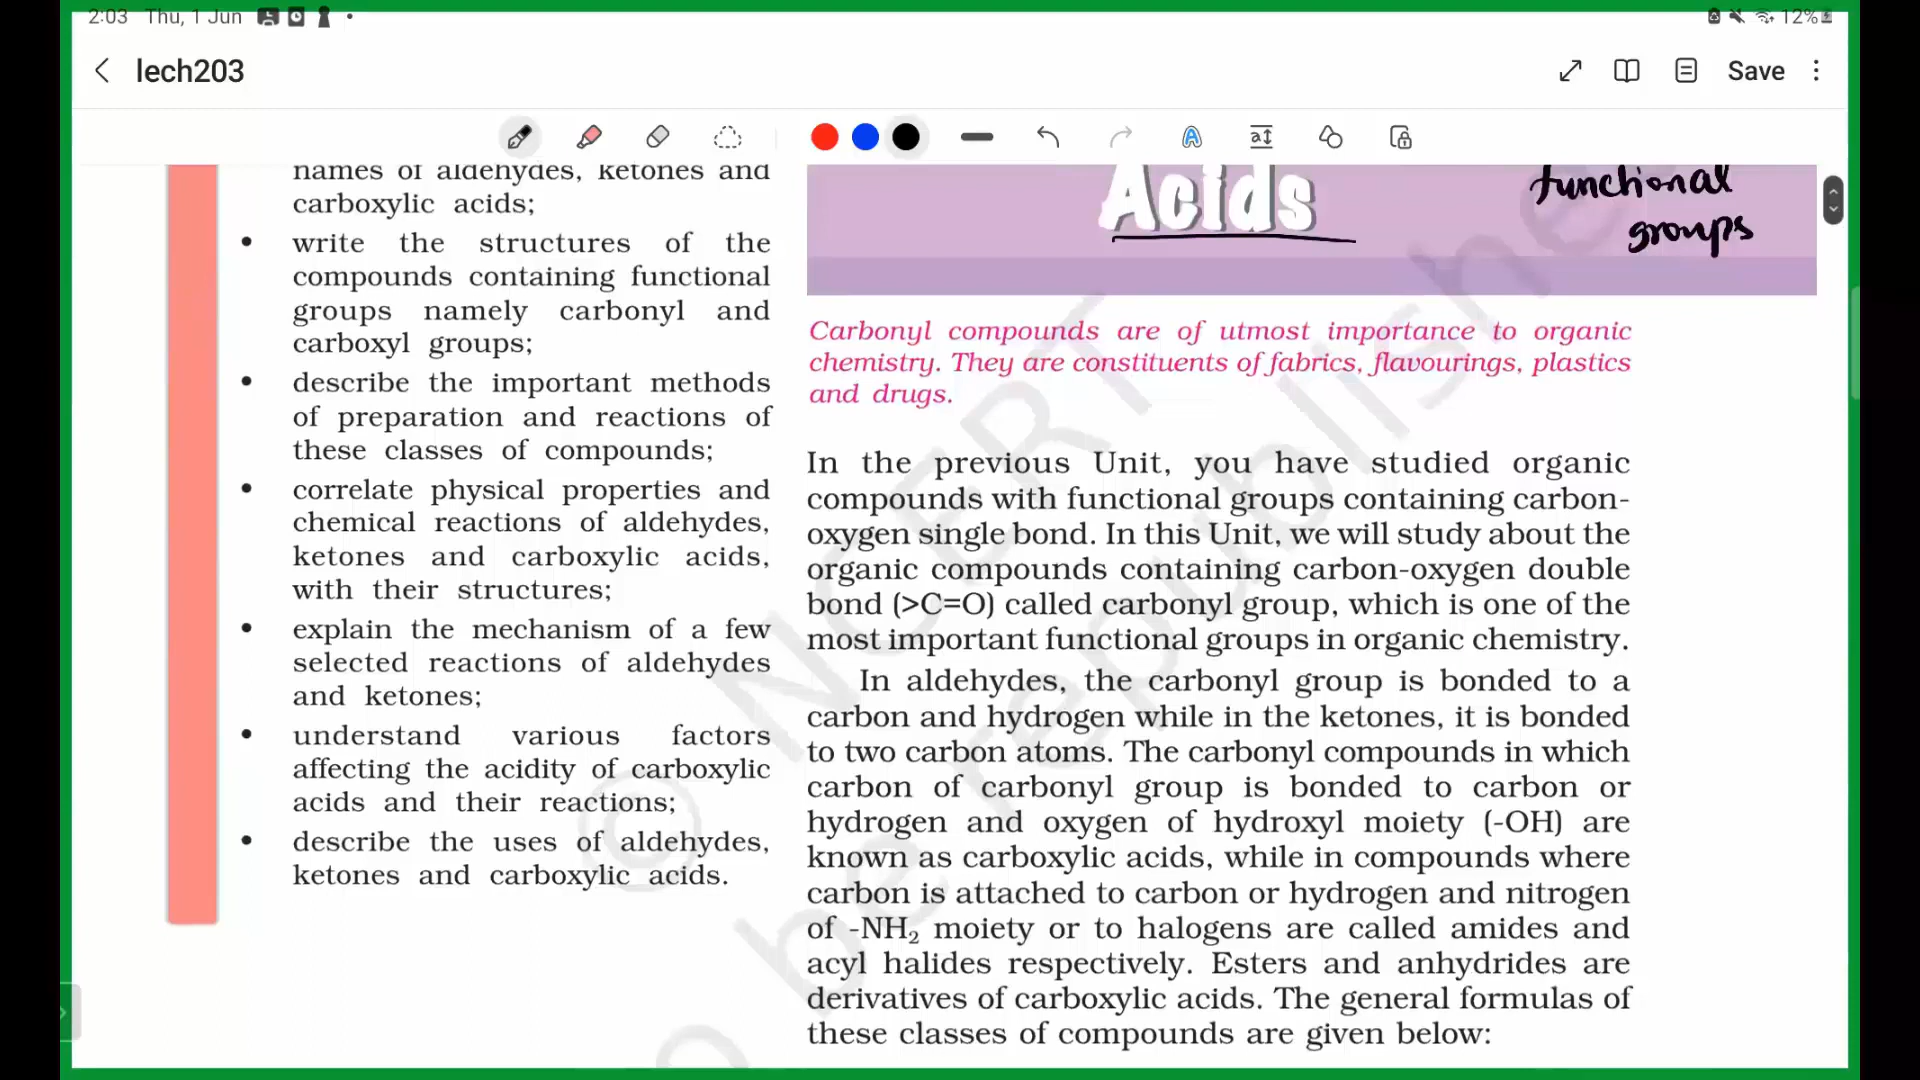 2:03 Thu, 1 Jun
12%
lech203
Save
names of aldehydes, ketones and
carboxylic acids;
• write the structures of the
compounds containing functional
groups namely carbonyl and
carboxyl groups;
• describe the important methods
of preparation and reactions of
these classes of compounds;
• correlate physical properties and
chemical reactions of aldehydes,
ketones and carboxylic acids,
with their structures;
• explain the mechanism of a few
selected reactions of aldehydes
and ketones;
• understand various factors
affecting the acidity of carboxylic
acids and their reactions;
• describe the uses of aldehydes,
ketones and carboxylic acids.
Acids
functional
groups
Carbonyl compounds are of utmost importance to organic
chemistry. They are constituents of fabrics, flavourings, plastics
and drugs.
In the previous Unit, you have studied organic
compounds with functional groups containing carbon-
oxygen single bond. In this Unit, we will study about the
organic compounds containing carbon-oxygen double
bond (>C=O) called carbonyl group, which is one of the
most important functional groups in organic chemistry.
In aldehydes, the carbonyl group is bonded to a
carbon and hydrogen while in the ketones, it is bonded
to two carbon atoms. The carbonyl compounds in which
carbon of carbonyl group is bonded to carbon or
hydrogen and oxygen of hydroxyl moiety (-OH) are
known as carboxylic acids, while in compounds where
carbon is attached to carbon or hydrogen and nitrogen
of -NH₂ moiety or to halogens are called amides and
acyl halides respectively. Esters and anhydrides are
derivatives of carboxylic acids. The general formulas of
these classes of compounds are given below:
© NCERT
be republishe